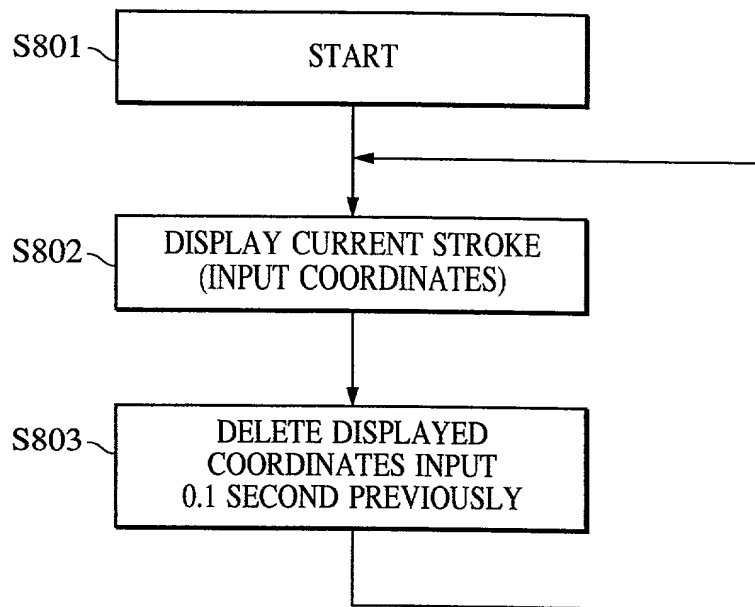 S801
START
S802
DISPLAY CURRENT STROKE
(INPUT COORDINATES)
S803
DELETE DISPLAYED
COORDINATES INPUT
0.1 SECOND PREVIOUSLY